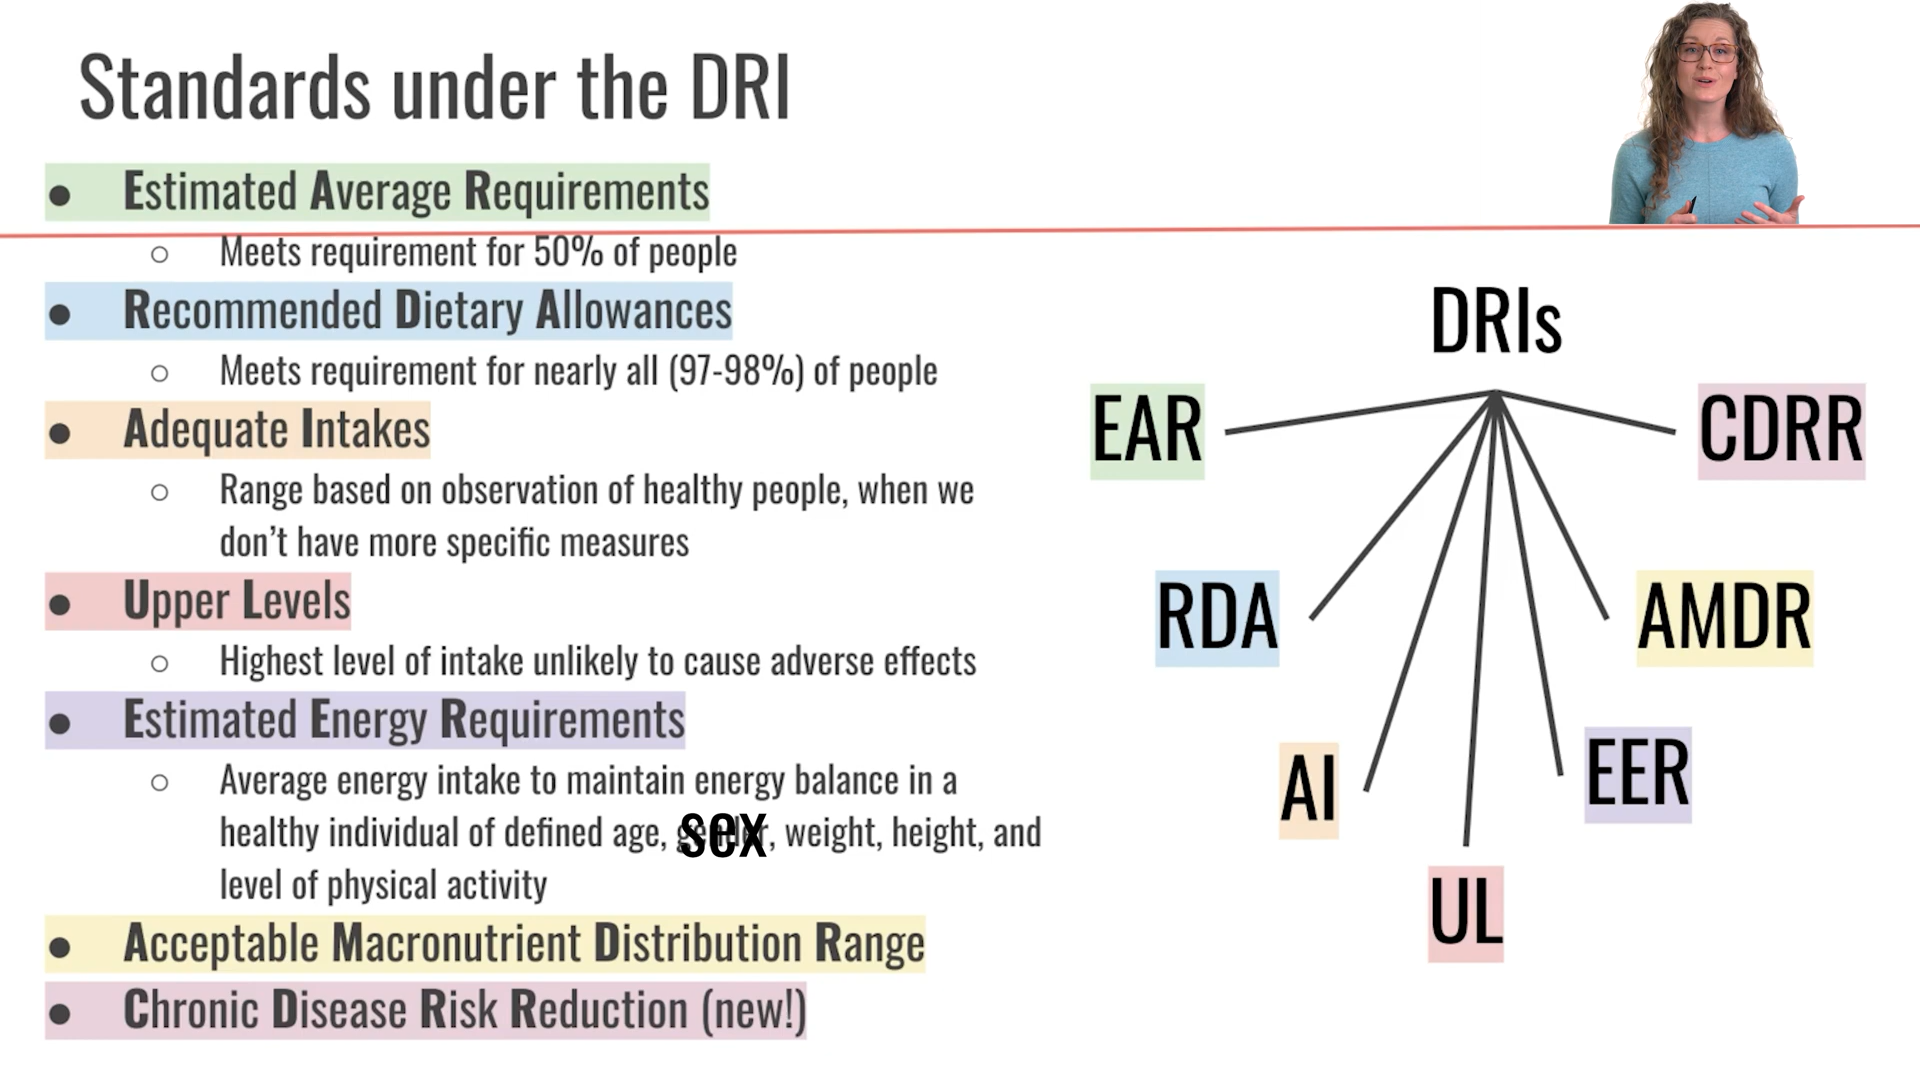 Standards under the DRI
● Estimated Average Requirements
○ Meets requirement for 50% of people
● Recommended Dietary Allowances
○ Meets requirement for nearly all (97-98%) of people
● Adequate Intakes
○ Range based on observation of healthy people, when we
don’t have more specific measures
● Upper Levels
○ Highest level of intake unlikely to cause adverse effects
● Estimated Energy Requirements
○ Average energy intake to maintain energy balance in a
healthy individual of defined age, gender, weight, height, and
sex
level of physical activity
● Acceptable Macronutrient Distribution Range
● Chronic Disease Risk Reduction (new!)
DRIs
EAR
CDRR
RDA
AMDR
AI
EER
UL